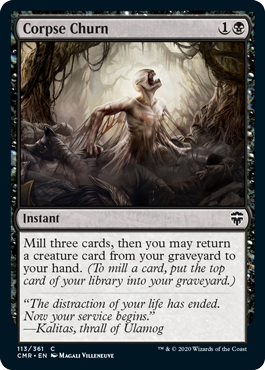 Corpse Churn 1
Instant
Mill three cards, then you may return
a creature card from your graveyard to
your hand. (To mill a card, put the top
card of your library into your graveyard.)
“The distraction of your life has ended.
Now your service begins.”
—Kalitas, thrall of Ulamog
113/361 C
CMR • EN MAGALI VILLENEUVE
™ & © 2020 Wizards of the Coast